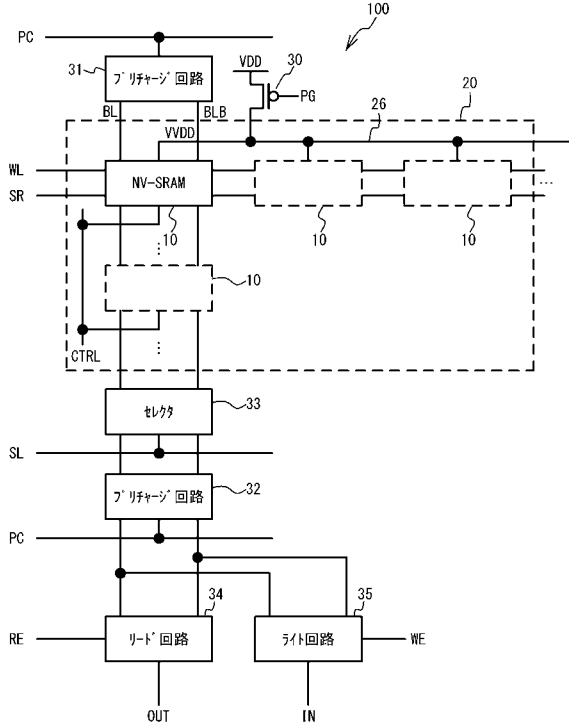 100
PC
31
ﾌﾟﾘﾁｬｰｼﾞ回路
VDD
30
PG
BL
BLB
20
VVDD
26
WL
NV-SRAM
SR
…
10
10
10
⋮
10
CTRL
⋮
ｾﾚｸﾀ
33
SL
ﾌﾟﾘﾁｬｰｼﾞ回路
32
PC
34
35
RE
ﾘｰﾄﾞ回路
ﾗｲﾄ回路
WE
OUT
IN